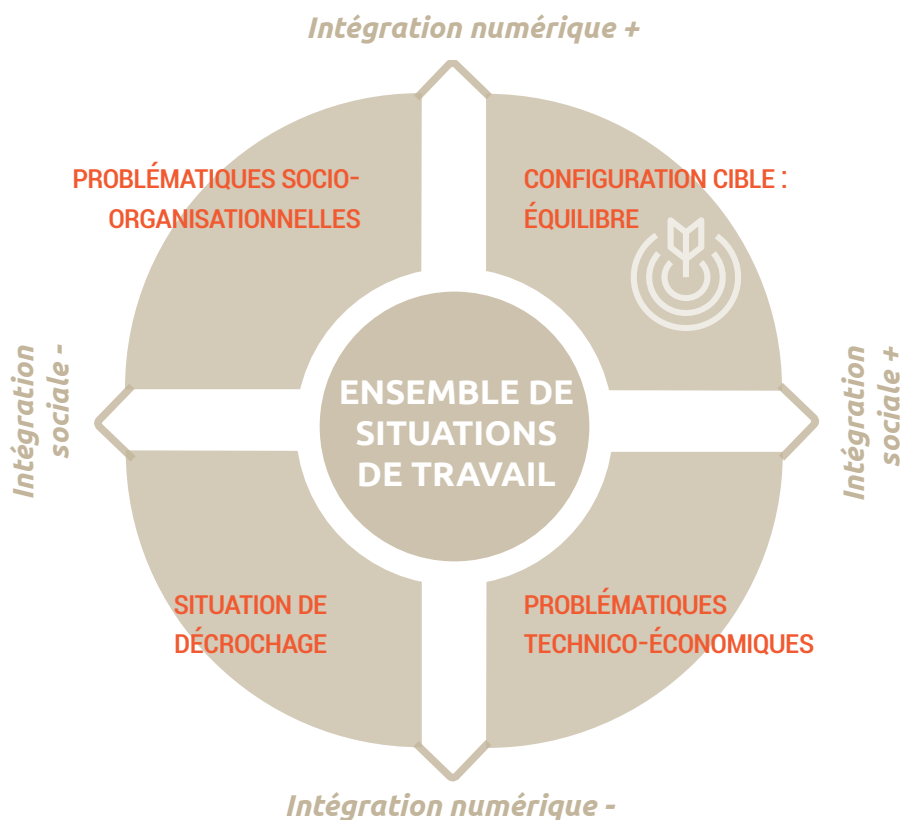 Intégration numérique +
PROBLÉMATIQUES SOCIO-
ORGANISATIONNELLES
CONFIGURATION CIBLE :
ÉQUILIBRE
Intégration
sociale -
ENSEMBLE DE
SITUATIONS
DE TRAVAIL
Intégration
sociale +
SITUATION DE
DÉCROCHAGE
PROBLÉMATIQUES
TECHNICO-ÉCONOMIQUES
Intégration numérique -